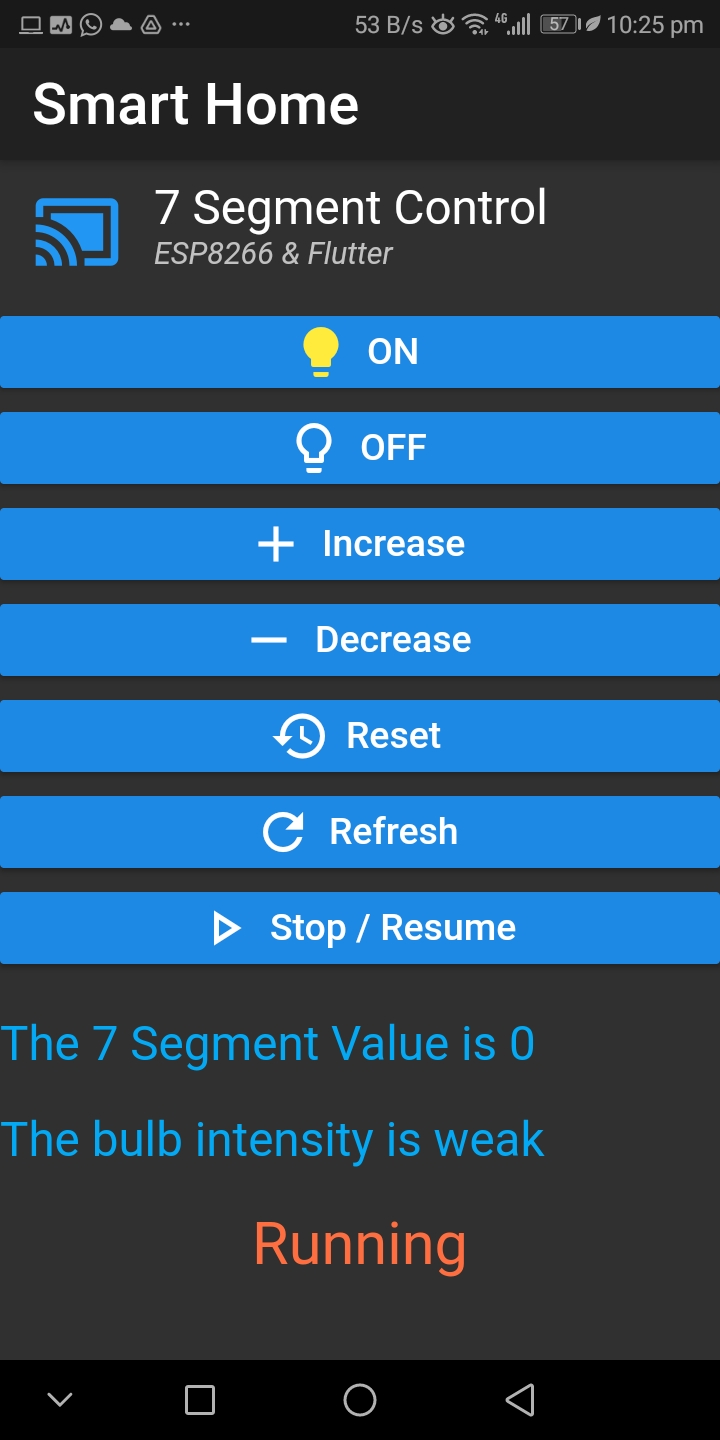 53 B/s 4G 57 10:25 pm
Smart Home
7 Segment Control
ESP8266 & Flutter
ON
OFF
Increase
Decrease
Reset
Refresh
Stop / Resume
The 7 Segment Value is 0
The bulb intensity is weak
Running